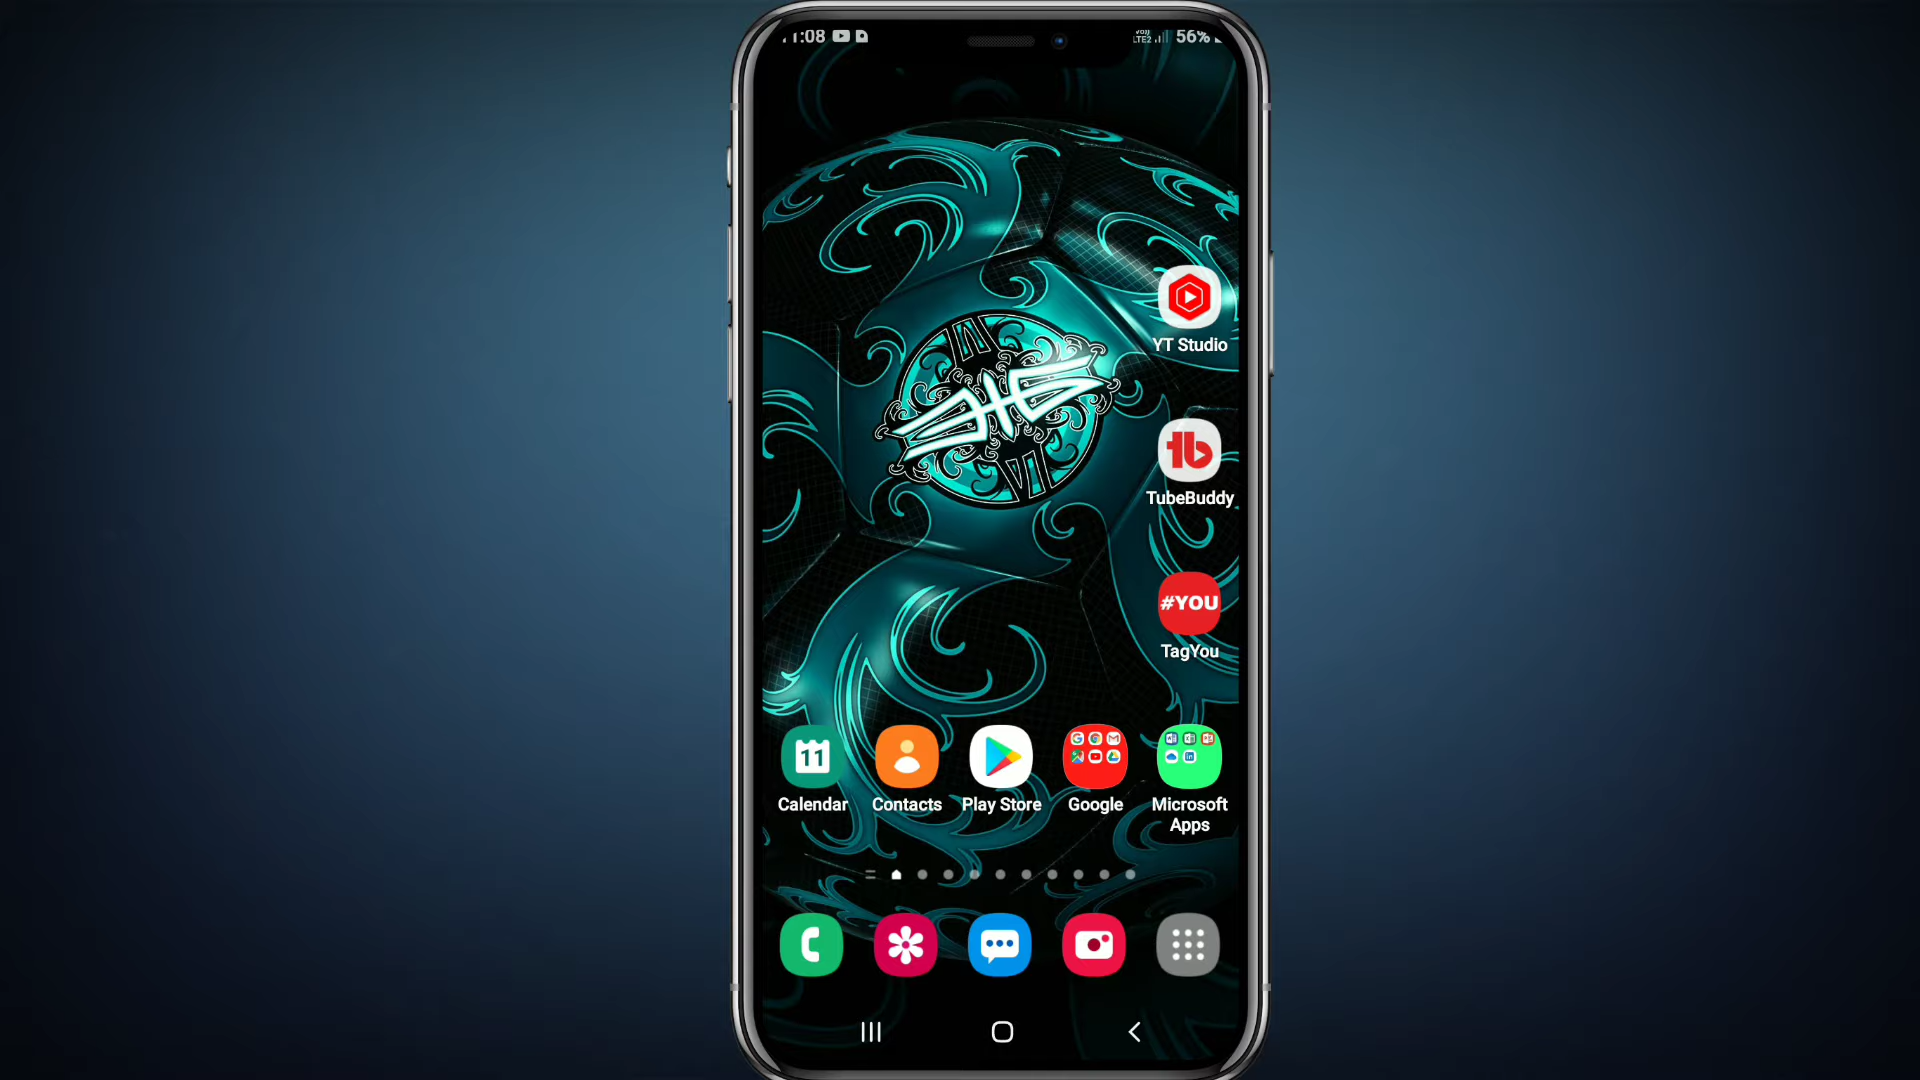 1:08
56%
YT Studio
TubeBuddy
#YOU
TagYou
11
Calendar
Contacts
Play Store
Google
Microsoft
Apps